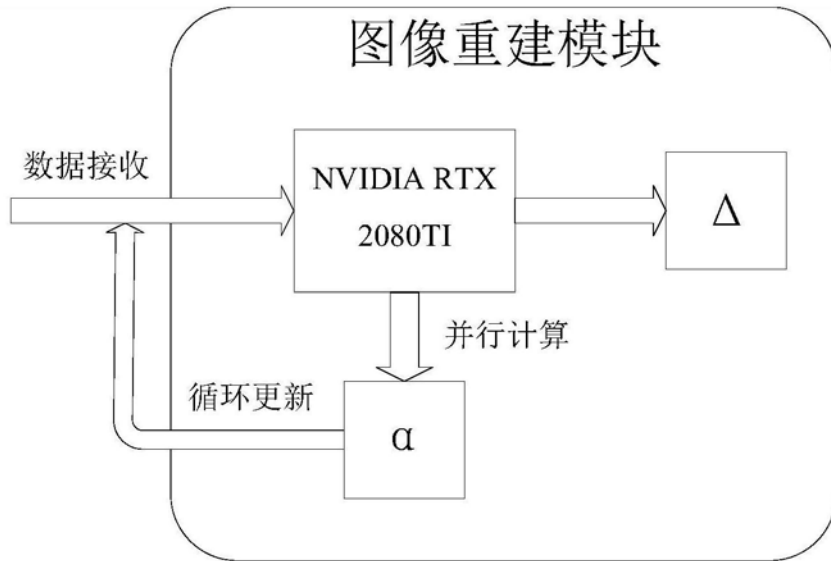 图像重建模块
数据接收
NVIDIA RTX
2080TI
Δ
并行计算
循环更新
α